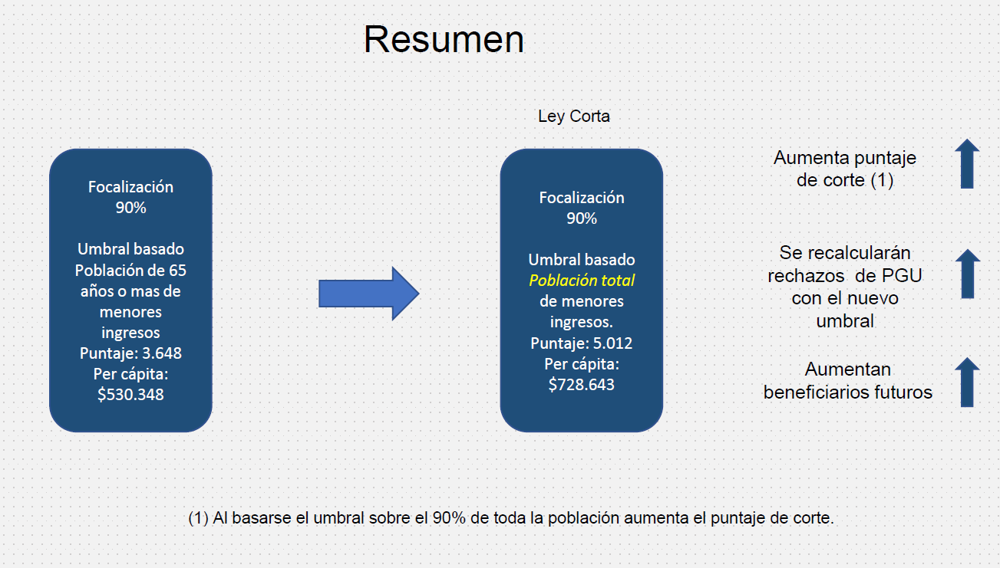 Resumen
Ley Corta
Focalización
90%
Umbral basado
Población de 65
años o mas de
menores
ingresos
Puntaje: 3.648
Per cápita:
$530.348
Focalización
90%
Umbral basado
Población total
de menores
ingresos.
Puntaje: 5.012
Per cápita:
$728.643
Aumenta puntaje
de corte (1)
Se recalcularán
rechazos de PGU
con el nuevo
umbral
Aumentan
beneficiarios futuros
(1) Al basarse el umbral sobre el 90% de toda la población aumenta el puntaje de corte.